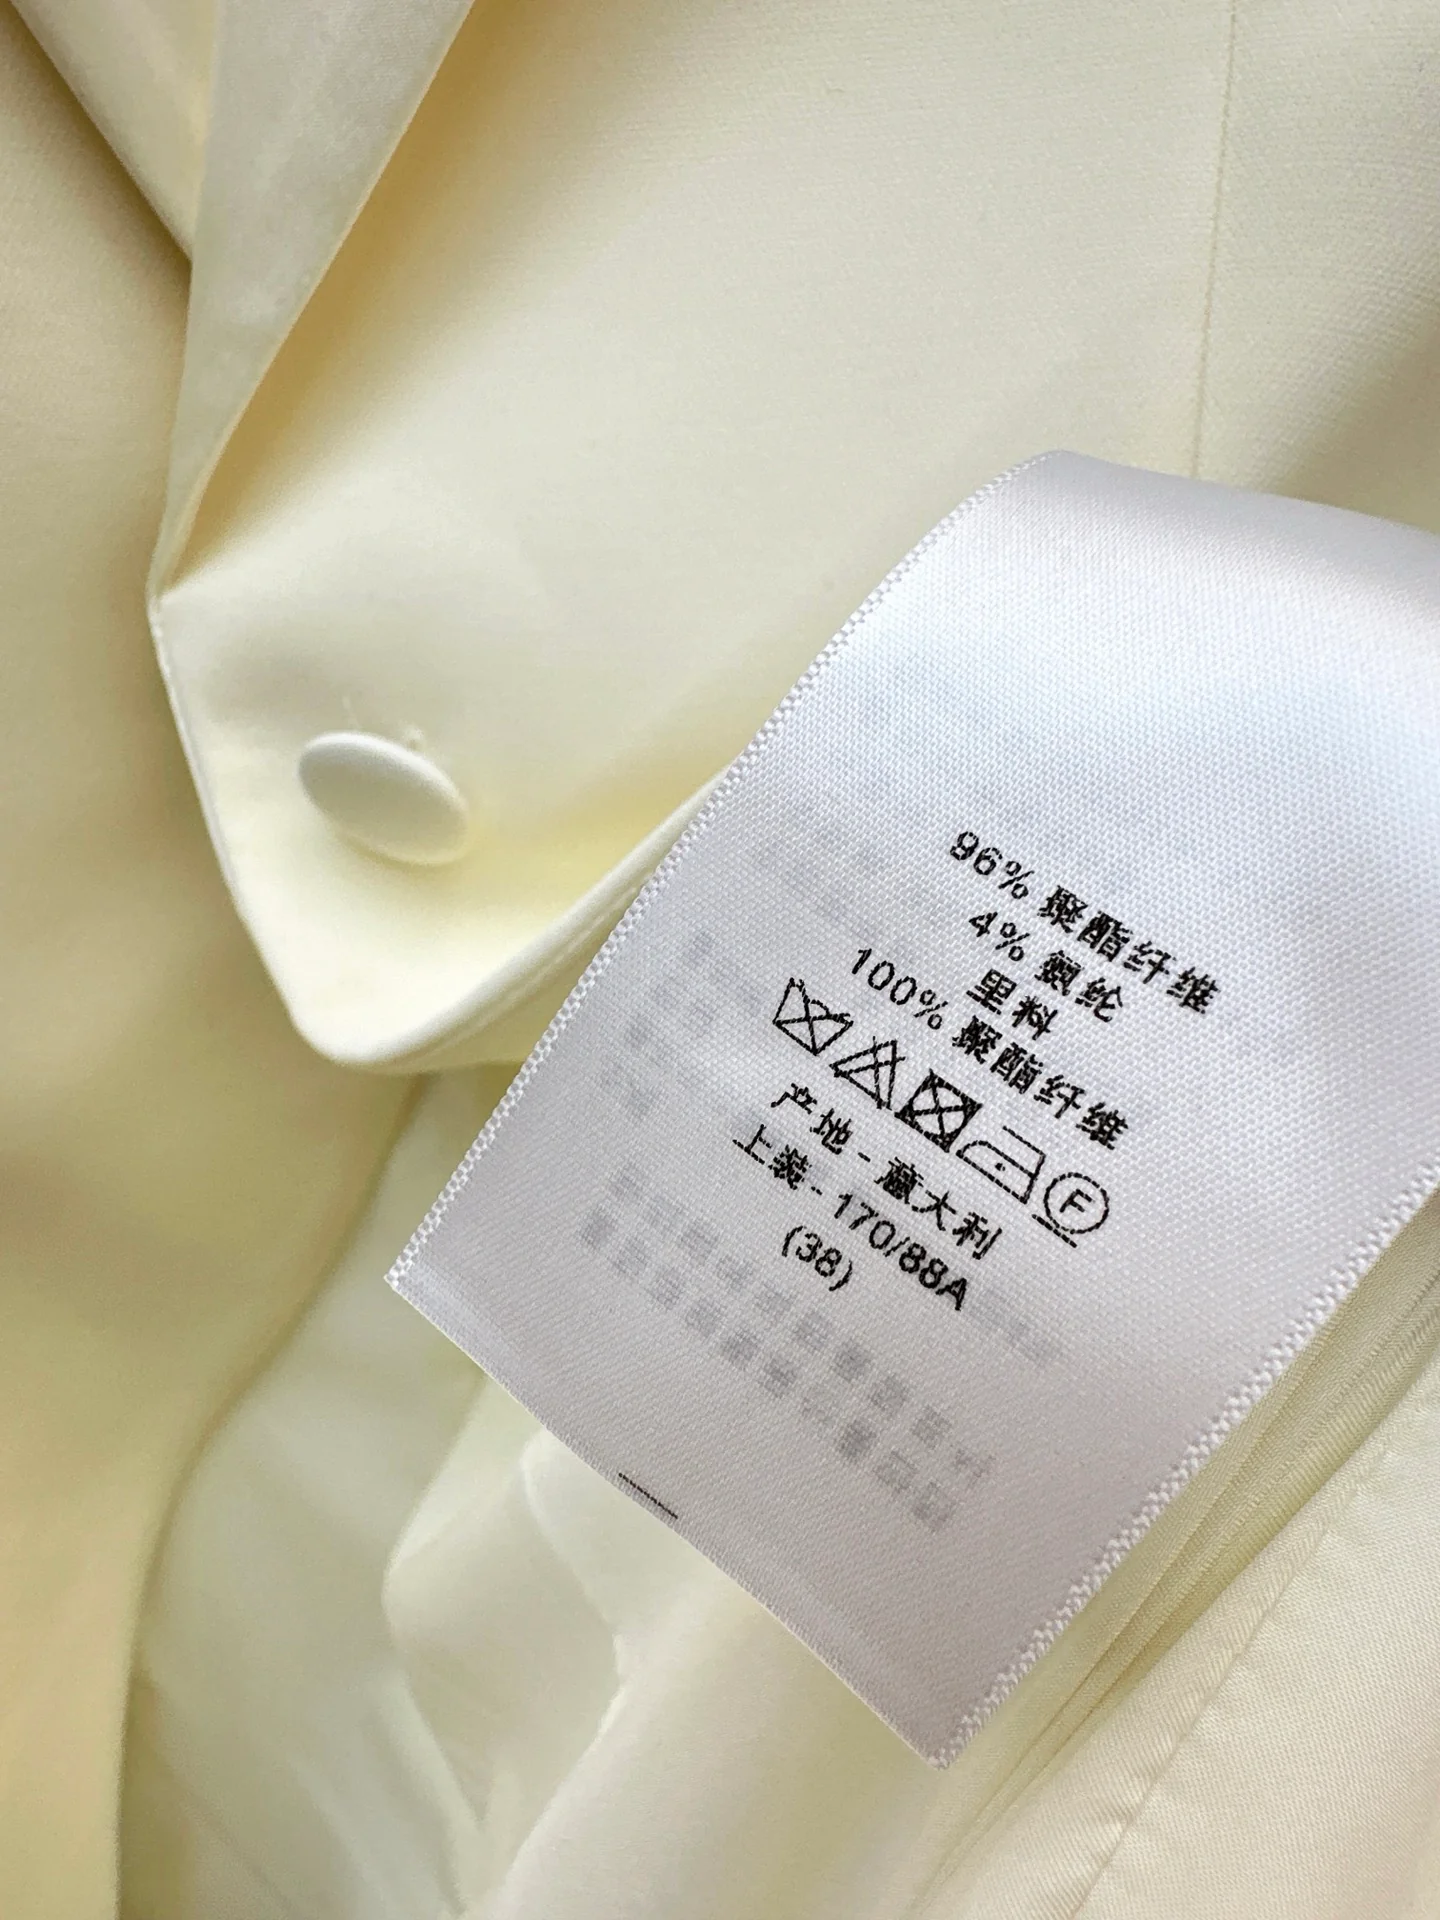 96% 聚酯纤维
4% 氨纶
里料
100% 聚酯纤维
F
产地 - 意大利
上装 - 170/88A
(38)